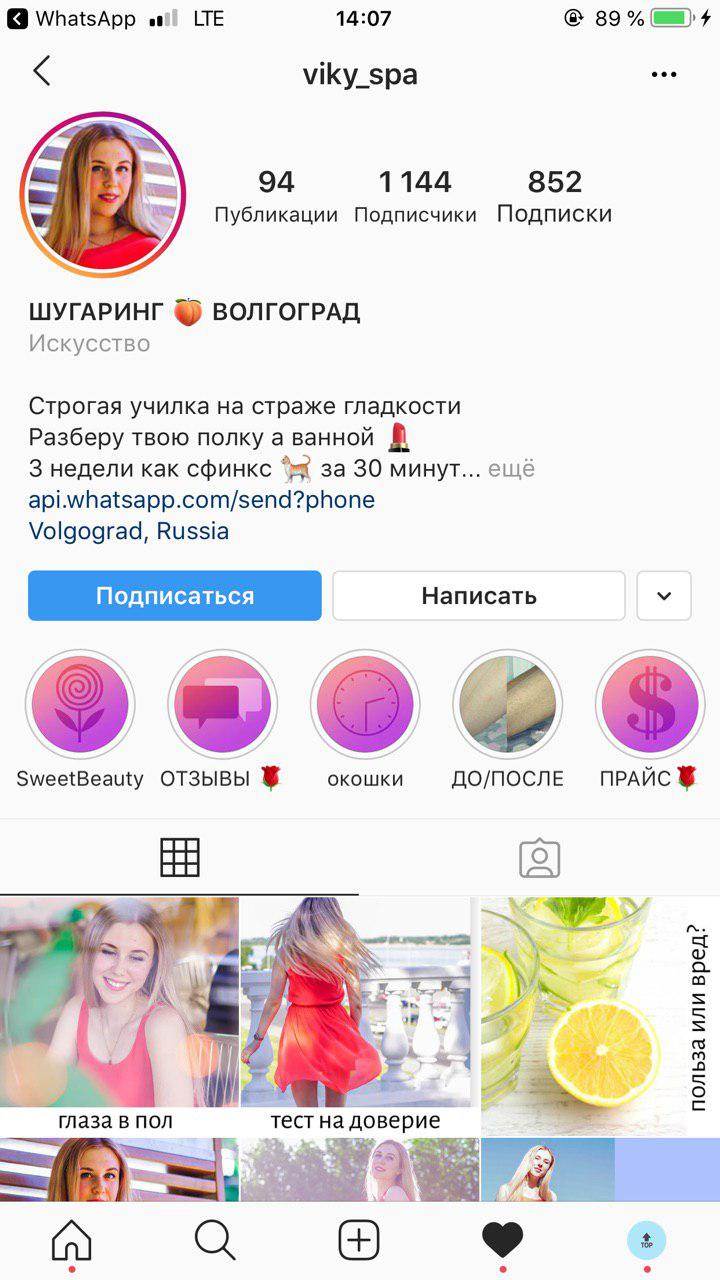 WhatsApp LTE 14:07 89 %
viky_spa
94 1 144 852
Публикации Подписчики Подписки
ШУГАРИНГ ВОЛГОГРАД
Искусство
Строгая училка на страже гладкости
Разберу твою полку а ванной
3 недели как сфинкс за 30 минут... ещё
api.whatsapp.com/send?phone
Volgograd, Russia
Подписаться Написать
SweetBeauty ОТЗЫВЫ окошки ДО/ПОСЛЕ ПРАЙС
глаза в пол
тест на доверие
польза или вред?
TOP